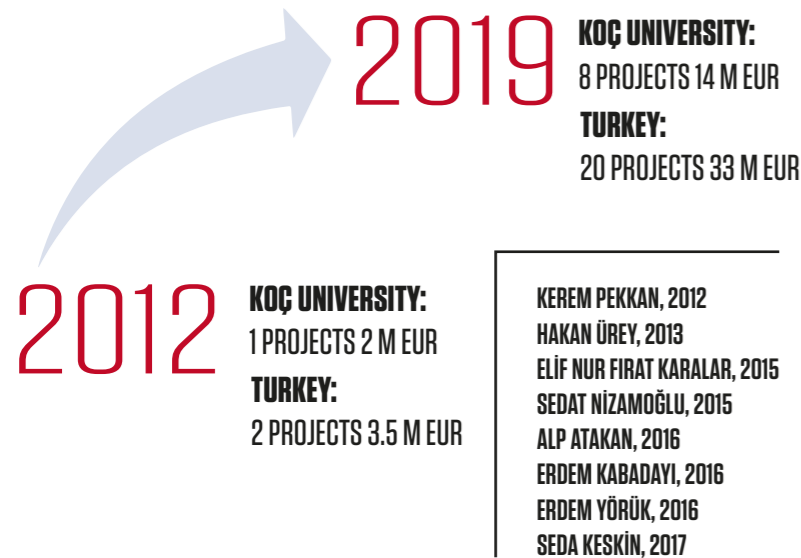 2019
KOÇ UNIVERSITY:
8 PROJECTS 14 M EUR
TURKEY:
20 PROJECTS 33 M EUR
2012
KOÇ UNIVERSITY:
1 PROJECTS 2 M EUR
TURKEY:
2 PROJECTS 3.5 M EUR
KEREM PEKKAN, 2012
HAKAN ÜREY, 2013
ELİF NUR FIRAT KARALAR, 2015
SEDAT NİZAMOĞLU, 2015
ALP ATAKAN, 2016
ERDEM KABADAYI, 2016
ERDEM YÖRÜK, 2016
SEDA KESKİN, 2017